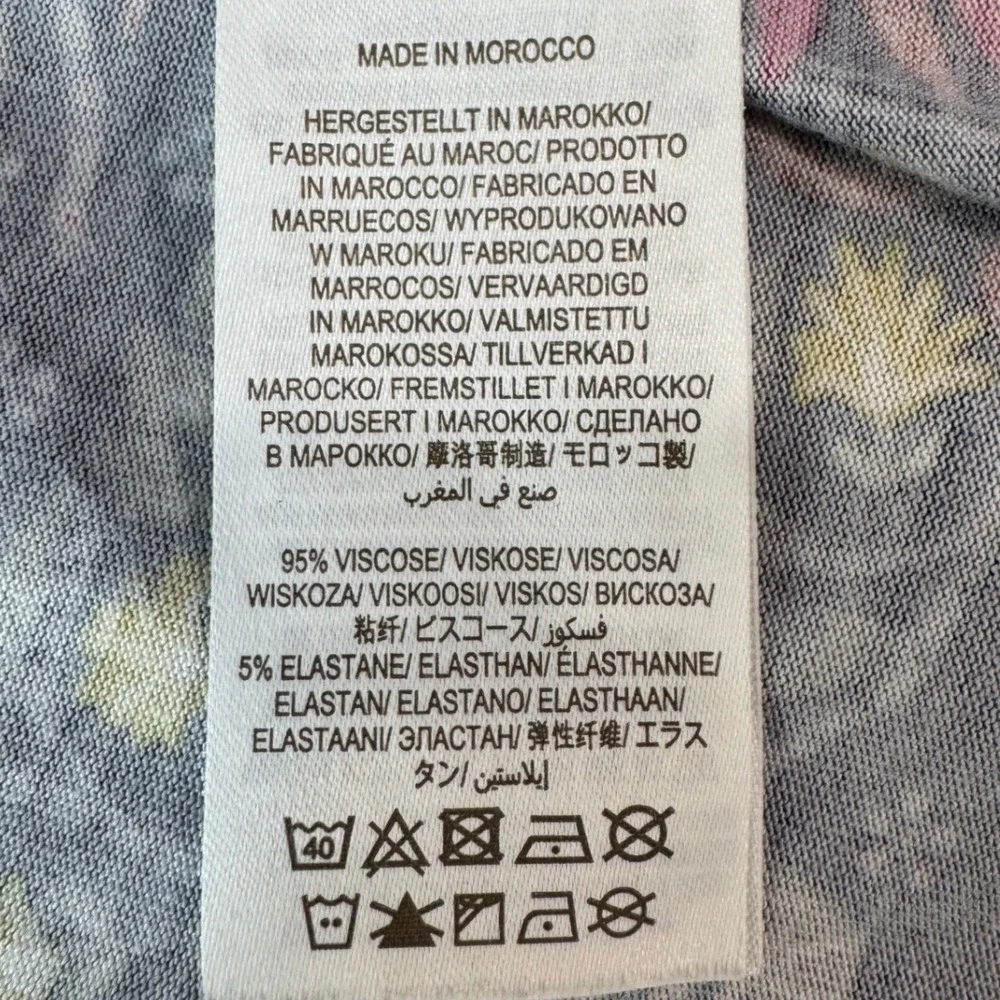 MADE IN MOROCCO
HERGESTELLT IN MAROKKO/
FABRIQUÉ AU MAROC/ PRODOTTO
IN MAROCCO/ FABRICADO EN
MARRUECOS/ WYPRODUKOWANO
W MAROKU/ FABRICADO EM
MARROCOS/ VERVAARDIGD
IN MAROKKO/ VALMISTETTU
MAROKOSSA/ TILLVERKAD I
MAROCKO/ FREMSTILLET I MAROKKO/
PRODUSERT I MAROKKO/ СДЕЛАНО
В МАРОККО/ 摩洛哥制造/ モロッコ製/
صنع في المغرب
95% VISCOSE/ VISKOSE/ VISCOSA/
WISKOZA/ VISKOOSI/ VISKOS/ ВИСКОЗА/
粘纤/ ビスコース/ فسكوز
5% ELASTANE/ ELASTHAN/ ÉLASTHANNE/
ELASTAN/ ELASTANO/ ELASTHAAN/
ELASTAANI/ ЭЛАСТАН/ 弹性纤维/ エラス
タン/ إيلاستين
40